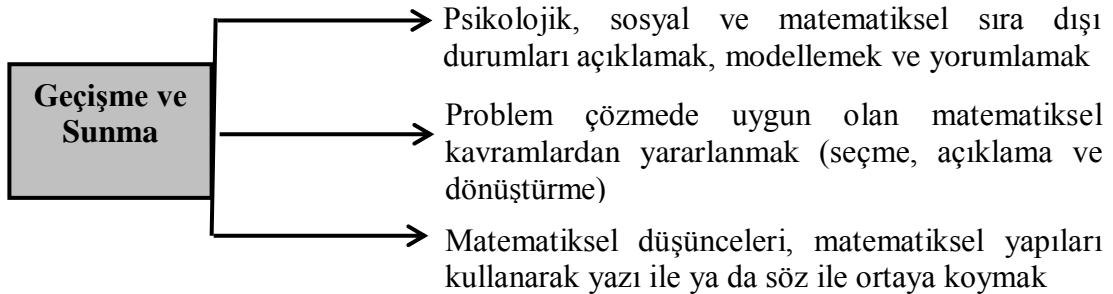 Geçişme ve
Sunma
Psikolojik, sosyal ve matematiksel sıra dışı
durumları açıklamak, modellemek ve yorumlamak
Problem çözmede uygun olan matematiksel
kavramlardan yararlanmak (seçme, açıklama ve
dönüştürme)
Matematiksel düşünceleri, matematiksel yapıları
kullanarak yazı ile ya da söz ile ortaya koymak